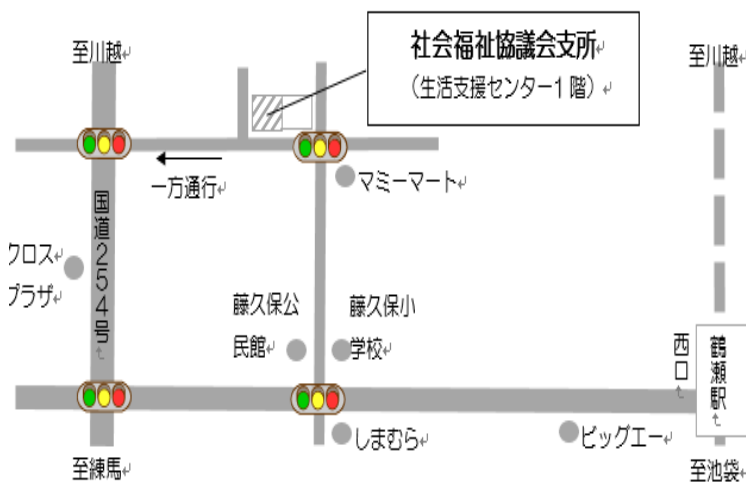 至川越
社会福祉協議会支所
(生活支援センター1階)
至川越
一方通行
マミーマート
国道254号
クロス
プラザ
藤久保公
民館
藤久保小
学校
西口
鶴瀬駅
しまむら
ビッグエー
至練馬
至池袋